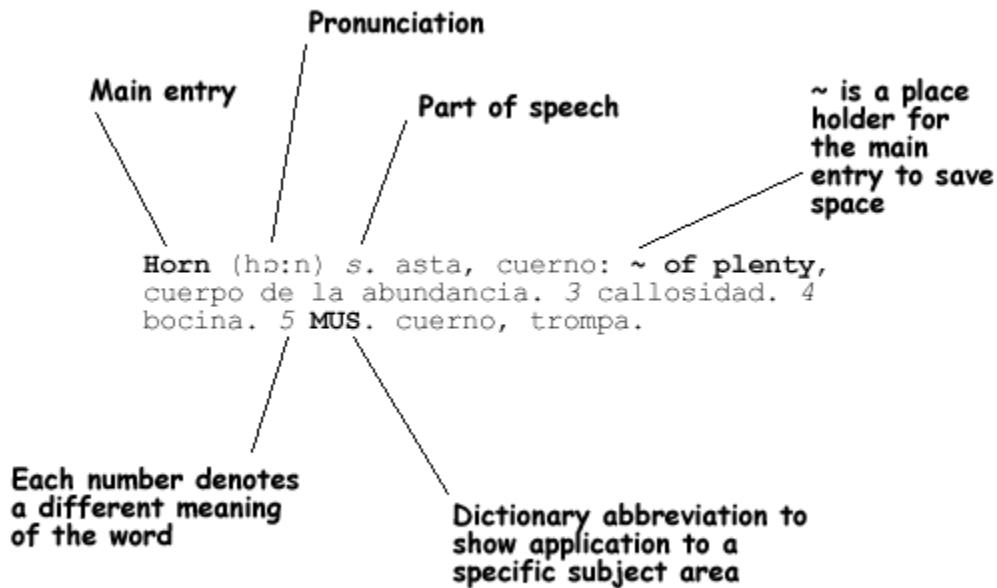 Pronunciation
Main entry
Part of speech
~ is a place
holder for
the main
entry to save
space
Horn (hɔ:n) s. asta, cuerno: ~ of plenty,
cuerpo de la abundancia. 3 callosidad. 4
bocina. 5 MUS. cuerno, trompa.
Each number denotes
a different meaning
of the word
Dictionary abbreviation to
show application to a
specific subject area